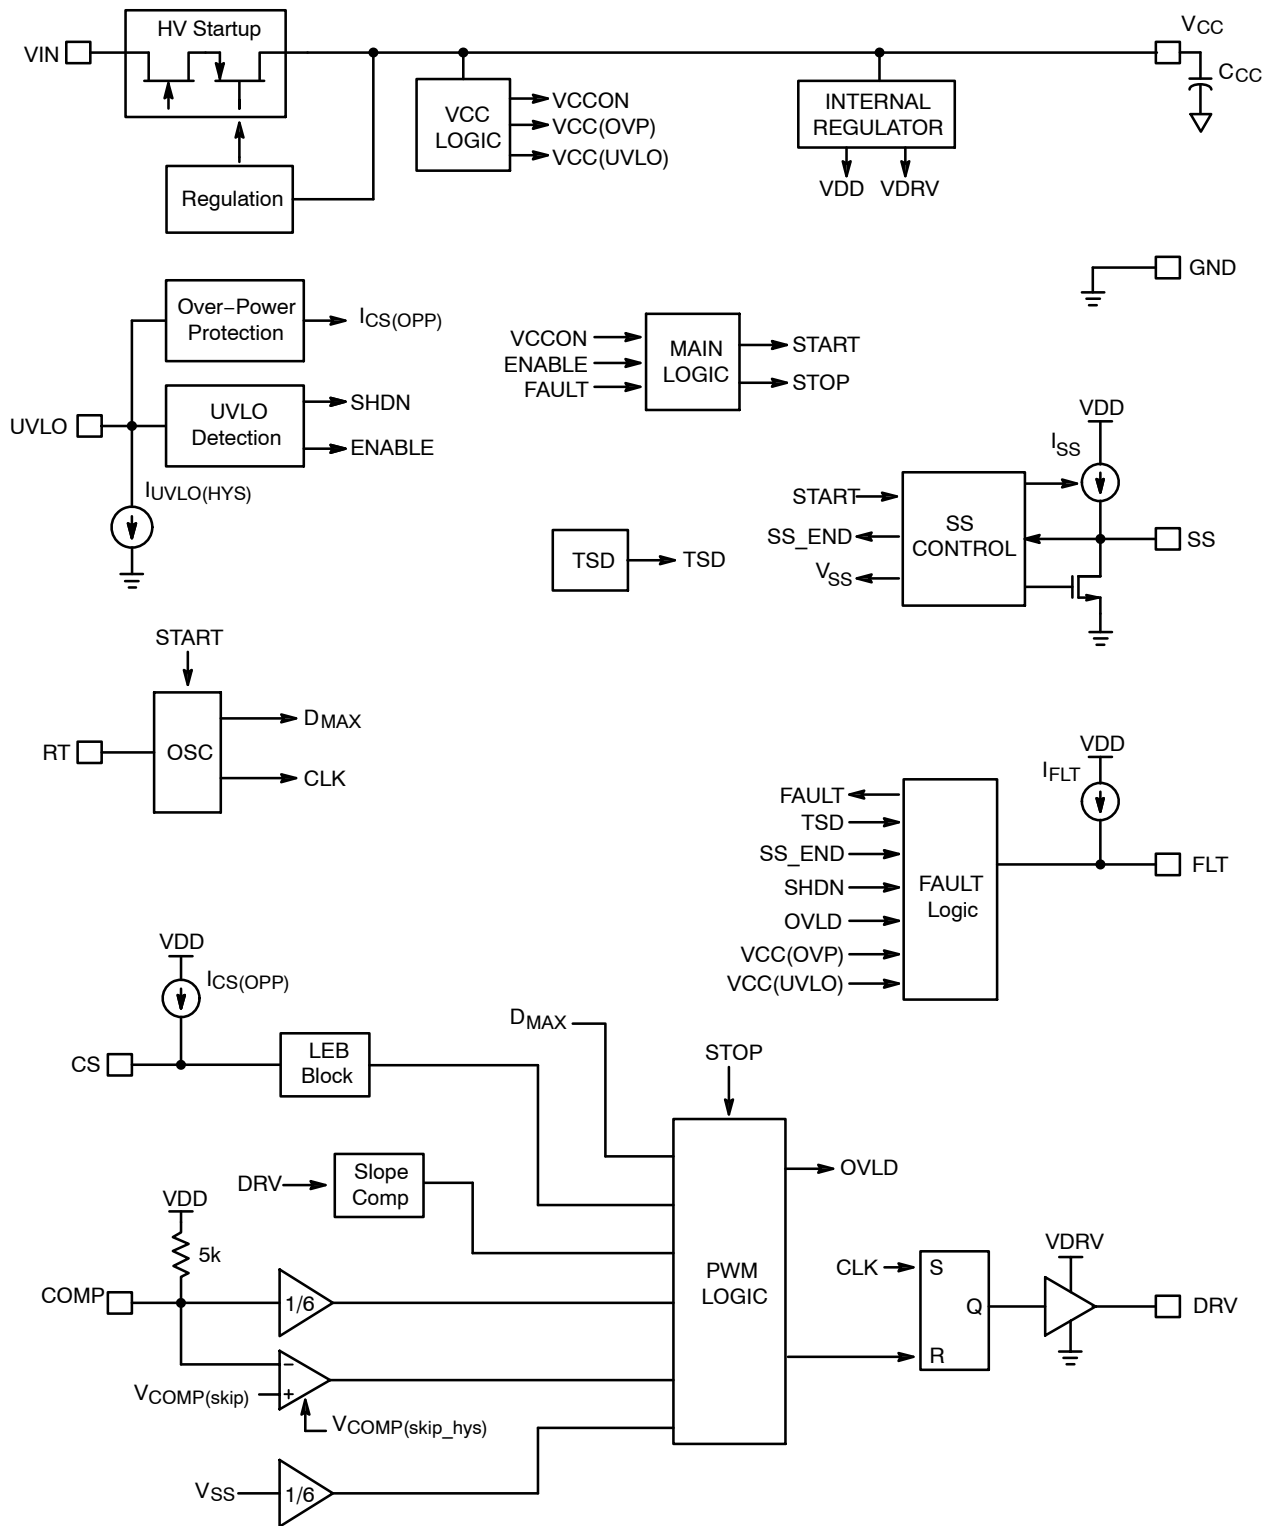 HV Startup
VIN
VCC
CCC
VCC
LOGIC
VCCON
VCC(OVP)
VCC(UVLO)
INTERNAL
REGULATOR
VDD
VDRV
Regulation
GND
Over−Power
Protection
ICS(OPP)
VCCON
ENABLE
FAULT
MAIN
LOGIC
START
STOP
UVLO
UVLO
Detection
SHDN
ENABLE
IUVLO(HYS)
VDD
ISS
START
SS_END
VSS
SS
CONTROL
SS
TSD
TSD
START
RT
OSC
DMAX
CLK
VDD
IFLT
FAULT
TSD
SS_END
SHDN
OVLD
VCC(OVP)
VCC(UVLO)
FAULT
Logic
FLT
VDD
ICS(OPP)
CS
LEB
Block
DMAX
STOP
DRV
Slope
Comp
OVLD
VDD
5k
COMP
1/6
PWM
LOGIC
CLK
S
Q
R
VDRV
DRV
−
+
VCOMP(skip)
VCOMP(skip_hys)
VSS
1/6